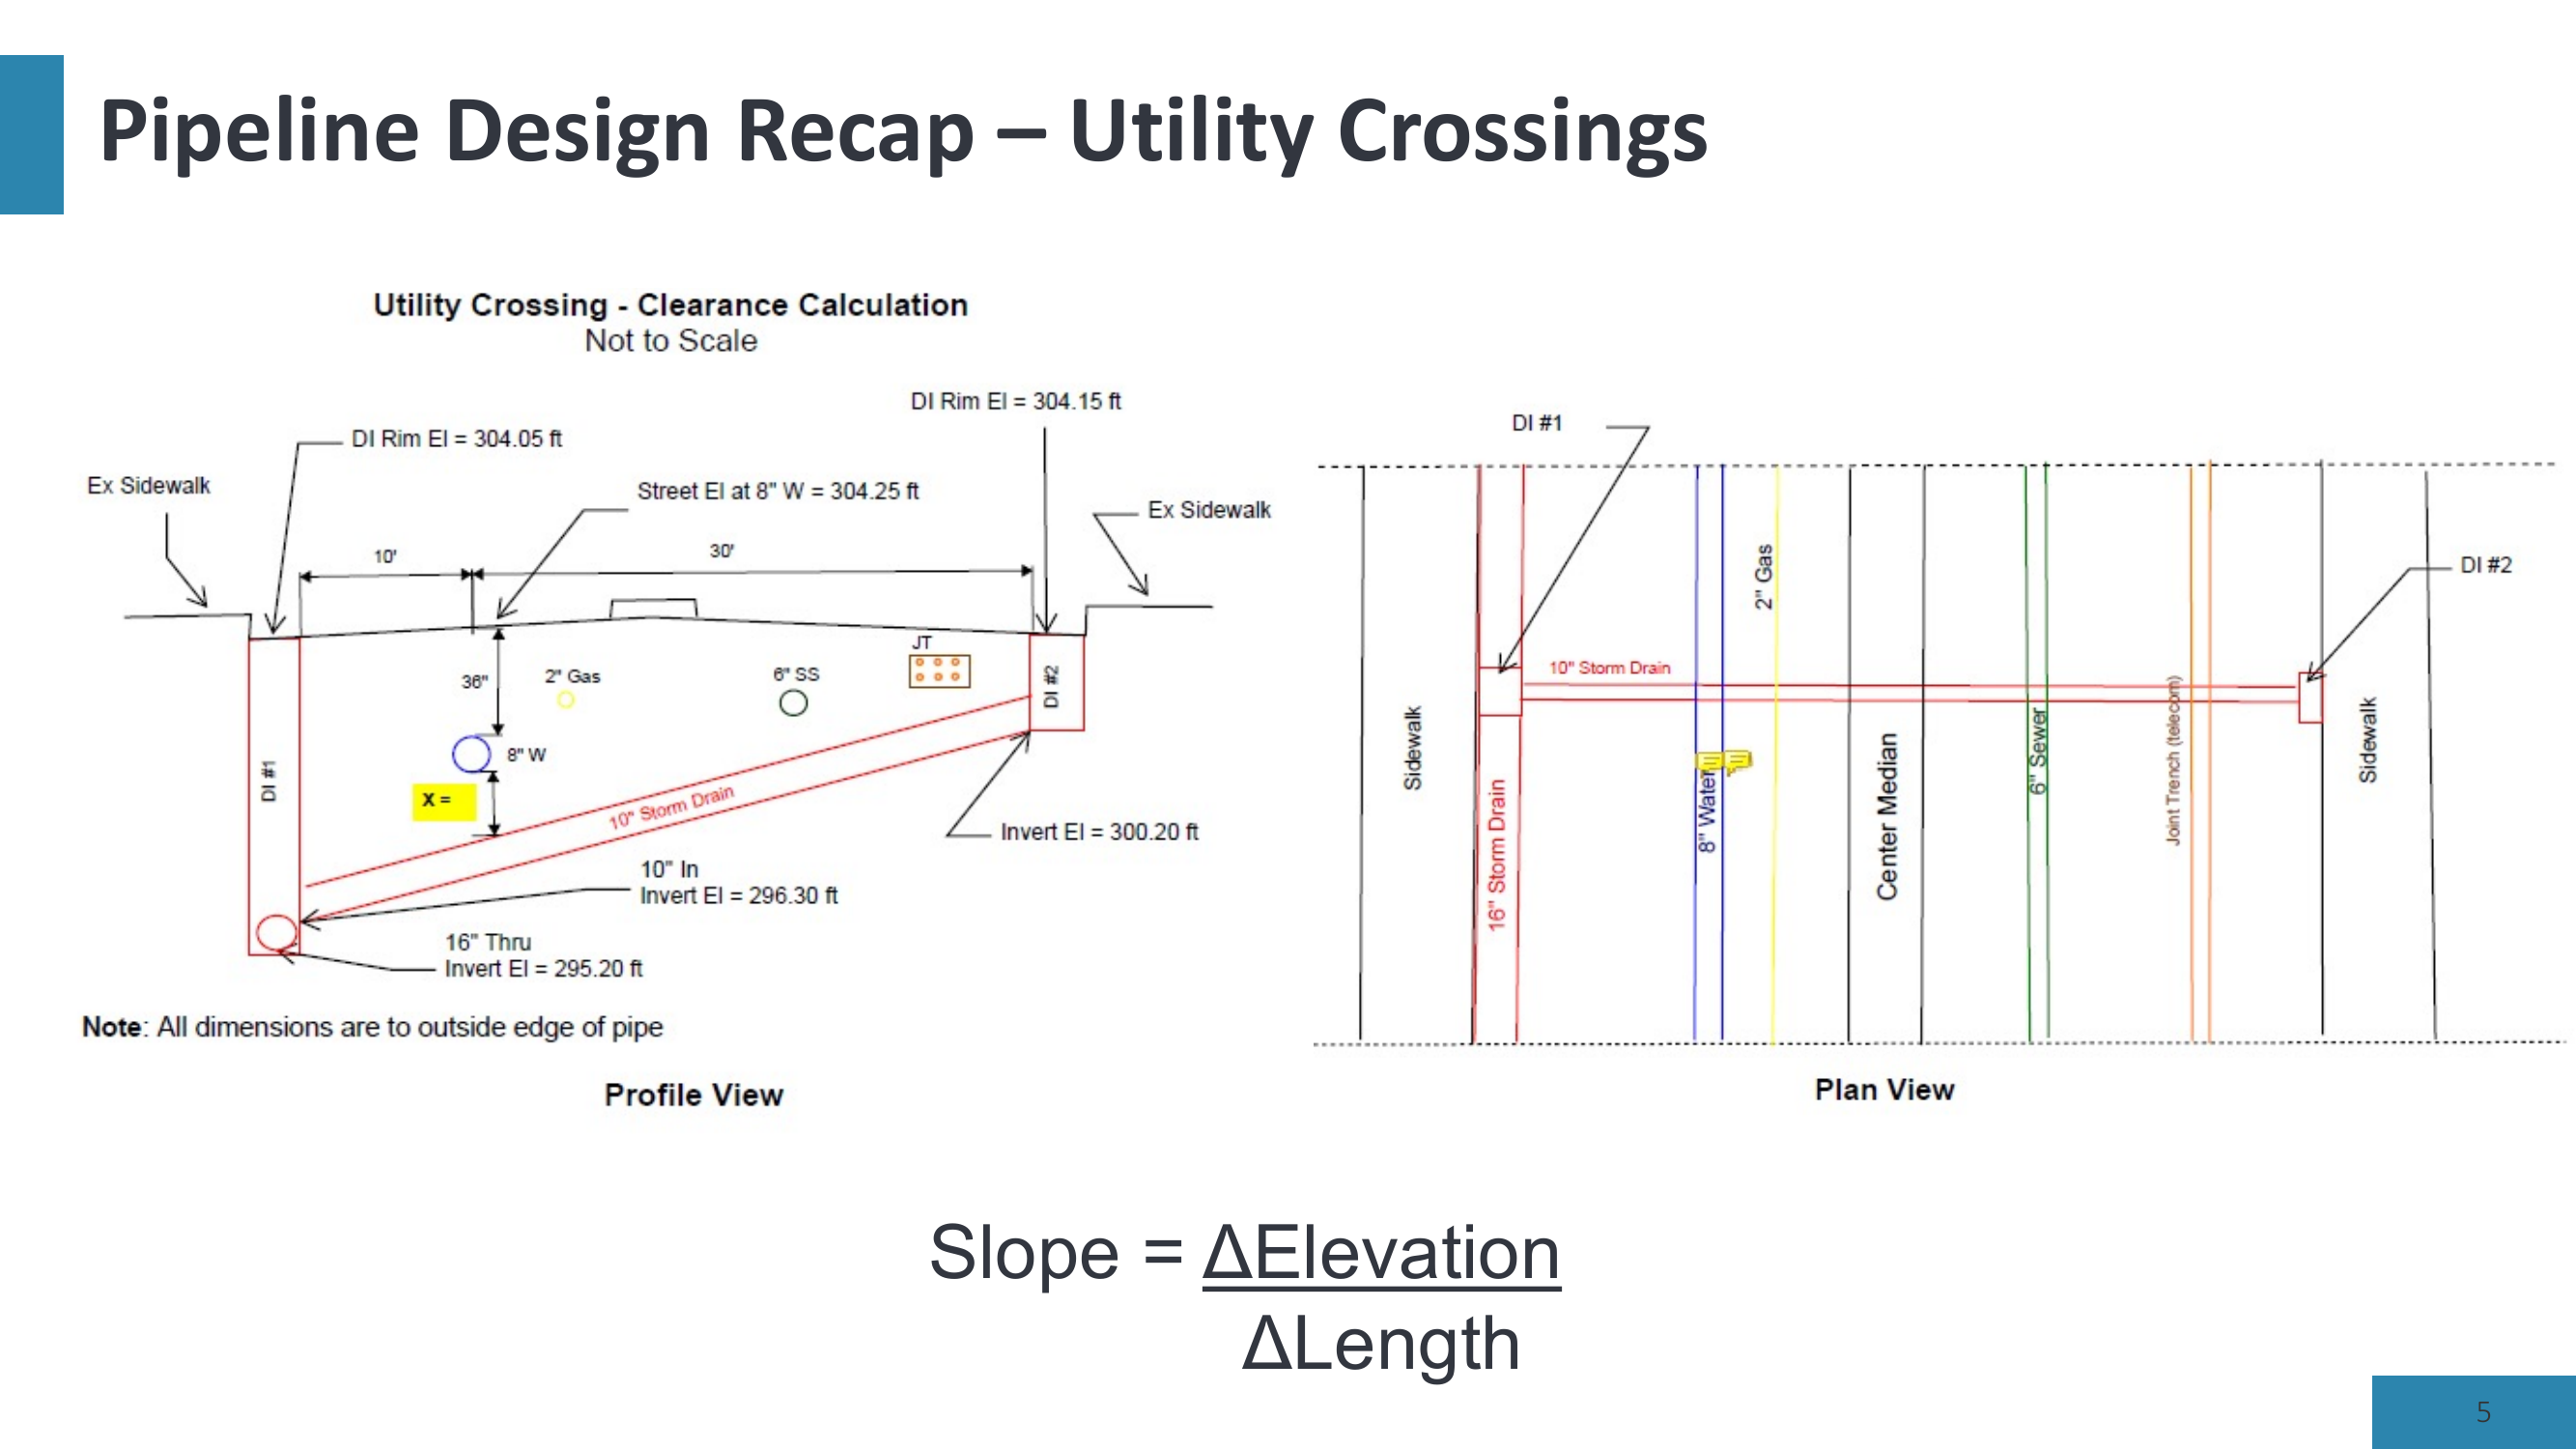 Pipeline Design Recap – Utility Crossings
Utility Crossing - Clearance Calculation
Not to Scale
DI Rim El = 304.15 ft
DI Rim El = 304.05 ft
Ex Sidewalk
Street El at 8" W = 304.25 ft
Ex Sidewalk
10'
30'
JT
36"
2" Gas
6" SS
DI #2
8" W
DI #1
X =
10" Storm Drain
Invert El = 300.20 ft
10" In
Invert El = 296.30 ft
16" Thru
Invert El = 295.20 ft
Note: All dimensions are to outside edge of pipe
Profile View
DI #1
2" Gas
DI #2
10" Storm Drain
Sidewalk
16" Storm Drain
8" Water
Center Median
6" Sewer
Joint Trench (telecom)
Sidewalk
Plan View
Slope = ΔElevation
ΔLength
5